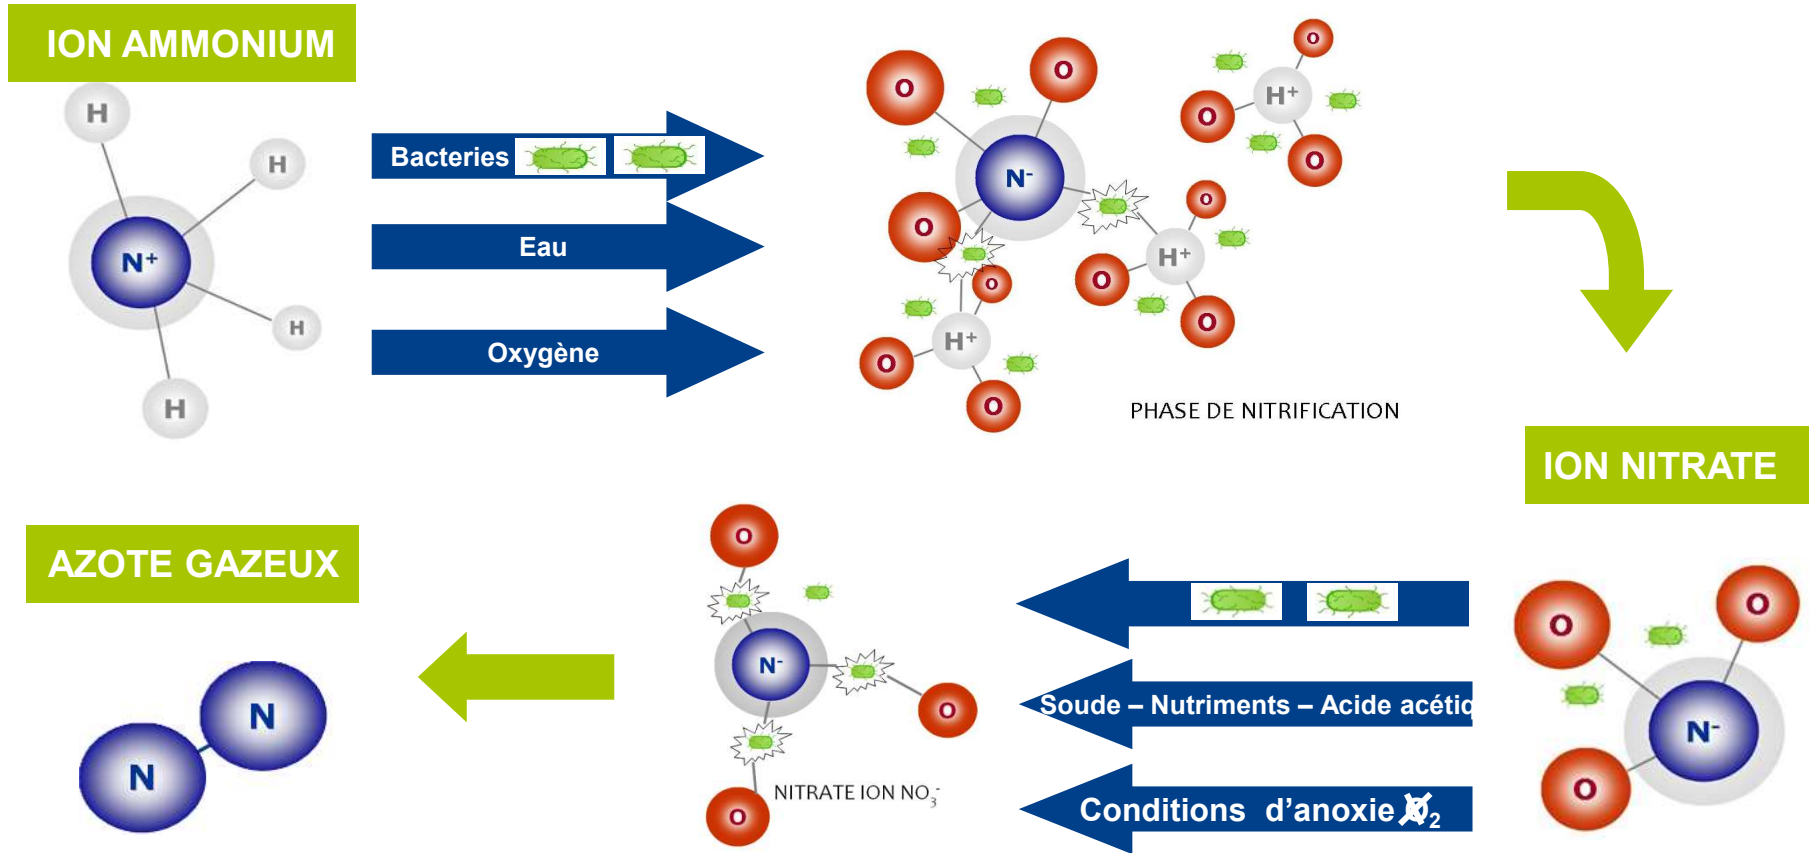 ION AMMONIUM
H
H
N⁺
H
H
Bacteries
Eau
Oxygène
O
O
N⁻
O
O
H⁺
O
O
O
H⁺
O
O
O
H⁺
O
O
O
PHASE DE NITRIFICATION
ION NITRATE
O
O
N⁻
O
Soude – Nutriments – Acide acétiq
Conditions d’anoxie O₂
O
N⁻
O
O
NITRATE ION NO₃⁻
AZOTE GAZEUX
N
N